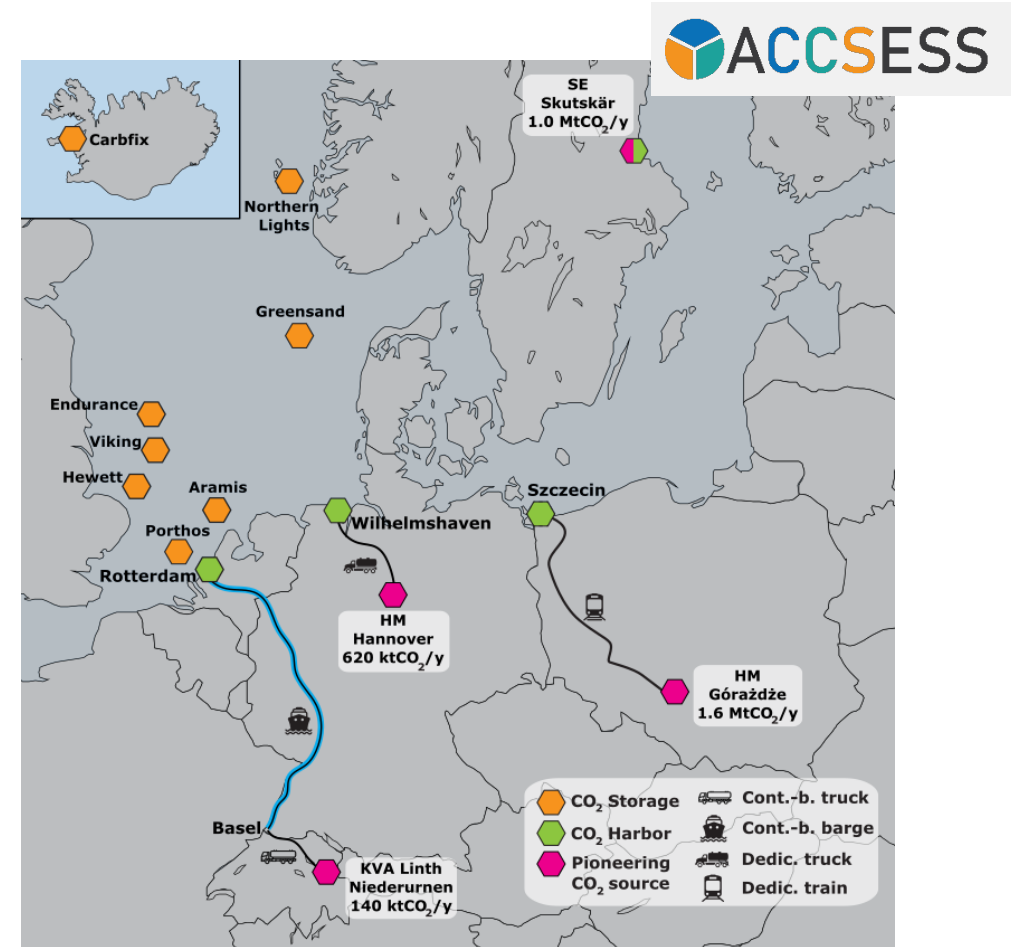 ACCSESS
SE
Skutskär
1.0 MtCO₂/y
Carbfix
Northern
Lights
Greensand
Endurance
Viking
Hewett
Aramis
Porthos
Rotterdam
Wilhelmshaven
Szczecin
HM
Hannover
620 ktCO₂/y
HM
Górażdże
1.6 MtCO₂/y
Basel
KVA Linth
Niederurnen
140 ktCO₂/y
CO₂ Storage
CO₂ Harbor
Pioneering
CO₂ source
Cont.-b. truck
Cont.-b. barge
Dedic. truck
Dedic. train